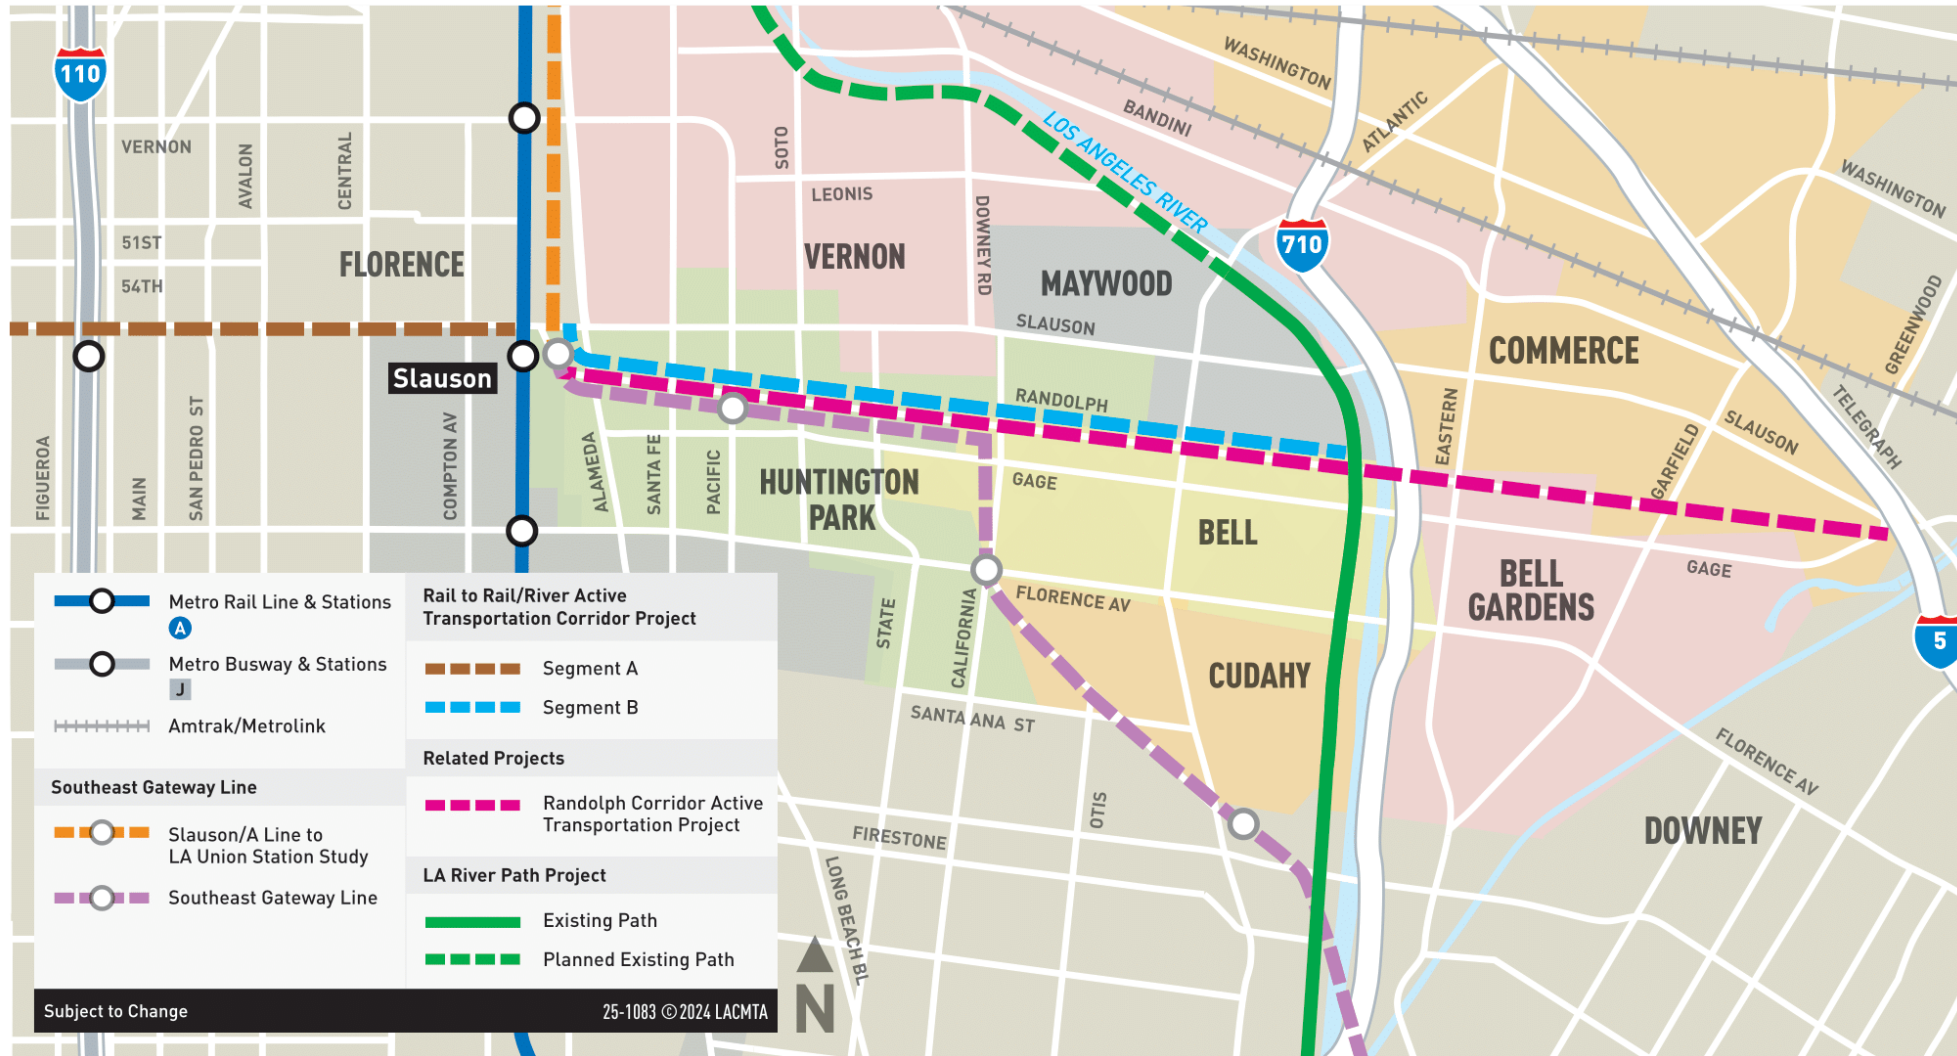 110
WASHINGTON
ATLANTIC
BANDINI
LOS ANGELES RIVER
VERNON
AVALON
CENTRAL
SOTO
LEONIS
WASHINGTON
DOWNEY RD
51ST
54TH
FLORENCE
VERNON
MAYWOOD
710
SLAUSON
COMMERCE
GREENWOOD
Slauson
RANDOLPH
EASTERN
GARFIELD
SLAUSON
TELEGRAPH
FIGUEROA
MAIN
SAN PEDRO ST
COMPTON AV
ALAMEDA
SANTA FE
PACIFIC
HUNTINGTON
PARK
GAGE
BELL
BELL
GARDENS
GAGE
FLORENCE AV
STATE
CALIFORNIA
CUDAHY
5
SANTA ANA ST
FLORENCE AV
OTIS
FIRESTONE
DOWNEY
LONG BEACH BL
N
Metro Rail Line & Stations
A
Metro Busway & Stations
J
Amtrak/Metrolink
Southeast Gateway Line
Slauson/A Line to
LA Union Station Study
Southeast Gateway Line
Rail to Rail/River Active
Transportation Corridor Project
Segment A
Segment B
Related Projects
Randolph Corridor Active
Transportation Project
LA River Path Project
Existing Path
Planned Existing Path
Subject to Change
25-1083 ©2024 LACMTA